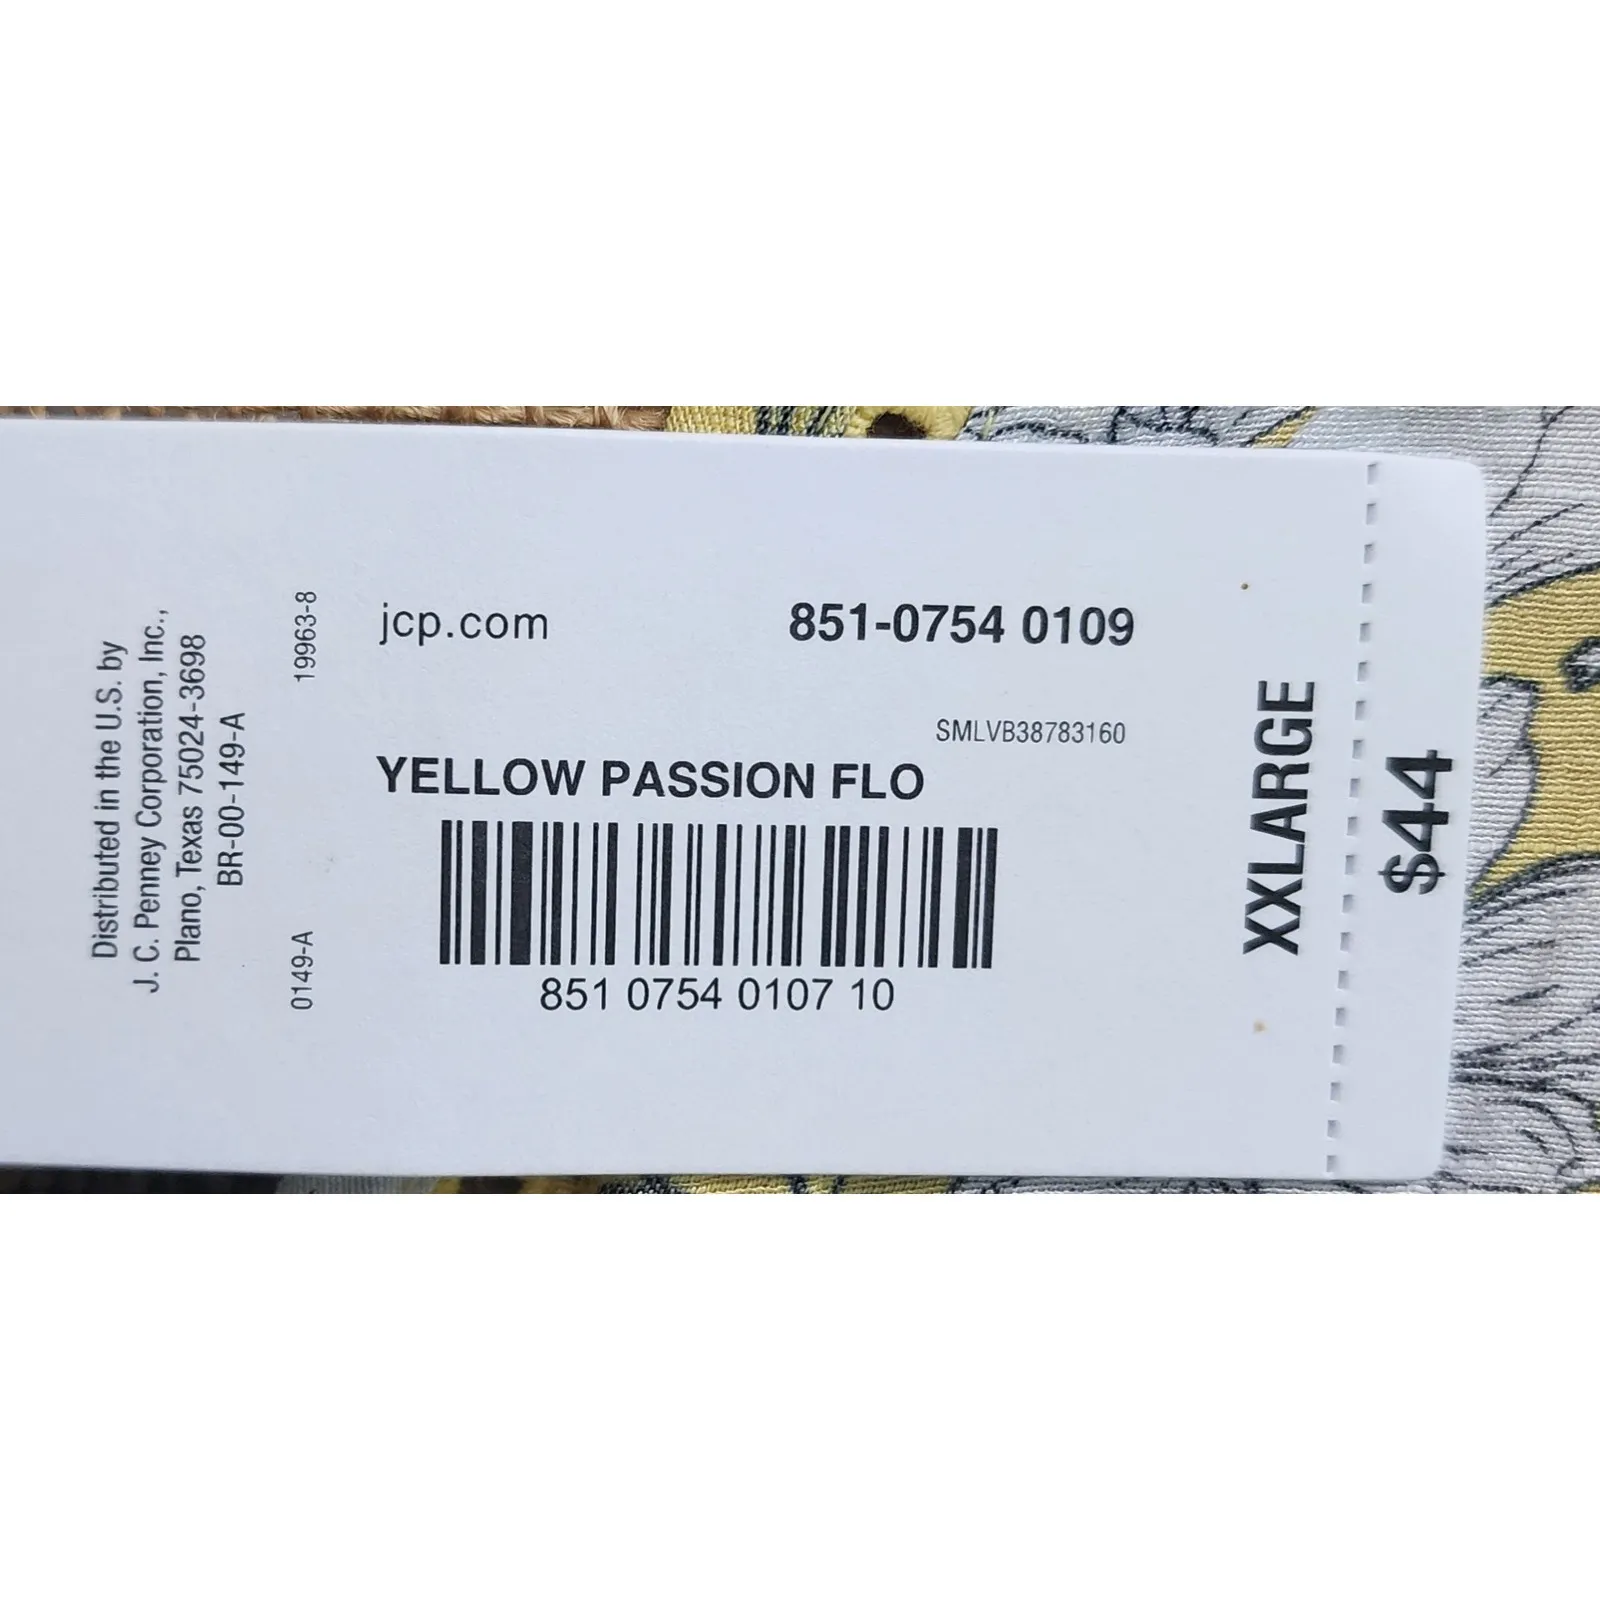 Distributed in the U.S. by
J. C. Penney Corporation, Inc.,
Plano, Texas 75024-3698
BR-00-149-A
0149-A 19963-8
jcp.com 851-0754 0109
SMLVB38783160
YELLOW PASSION FLO
851 0754 0107 10
XXLARGE
$44